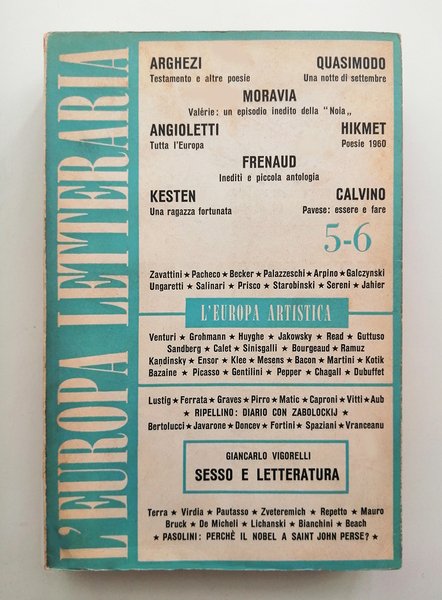 L'EUROPA LETTERARIA
ARGHEZI
Testamento e altre poesie
QUASIMODO
Una notte di settembre
MORAVIA
Valérie: un episodio inedito della "Noia„
ANGIOLETTI
Tutta l'Europa
HIKMET
Poesie 1960
FRENAUD
Inediti e piccola antologia
KESTEN
Una ragazza fortunata
CALVINO
Pavese: essere e fare
5-6
Zavattini ★ Pacheco ★ Becker ★ Palazzeschi ★ Arpino ★ Galczynski
Ungaretti ★ Salinari ★ Prisco ★ Starobinski ★ Sereni ★ Jahier
L'EUROPA ARTISTICA
Venturi ★ Grohmann ★ Huyghe ★ Jakowsky ★ Read ★ Guttuso
Sandberg ★ Calet ★ Sinisgalli ★ Bourgeaud ★ Ramuz
Kandinsky ★ Ensor ★ Klee ★ Mesens ★ Bacon ★ Martini ★ Kotik
Bazaine ★ Picasso ★ Gentilini ★ Pepper ★ Chagall ★ Dubuffet
Lustig ★ Ferrata ★ Graves ★ Pirro ★ Matic ★ Caproni ★ Vitti ★ Aub
★ RIPELLINO: DIARIO CON ZABOLOCKIJ ★
Bertolucci ★ Javarone ★ Doncev ★ Fortini ★ Spaziani ★ Vranceanu
GIANCARLO VIGORELLI
SESSO E LETTERATURA
Terra ★ Virdia ★ Pautasso ★ Zveteremich ★ Repetto ★ Mauro
Bruck ★ De Micheli ★ Lichanski ★ Bianchini ★ Beach
★ PASOLINI: PERCHÈ IL NOBEL A SAINT JOHN PERSE? ★